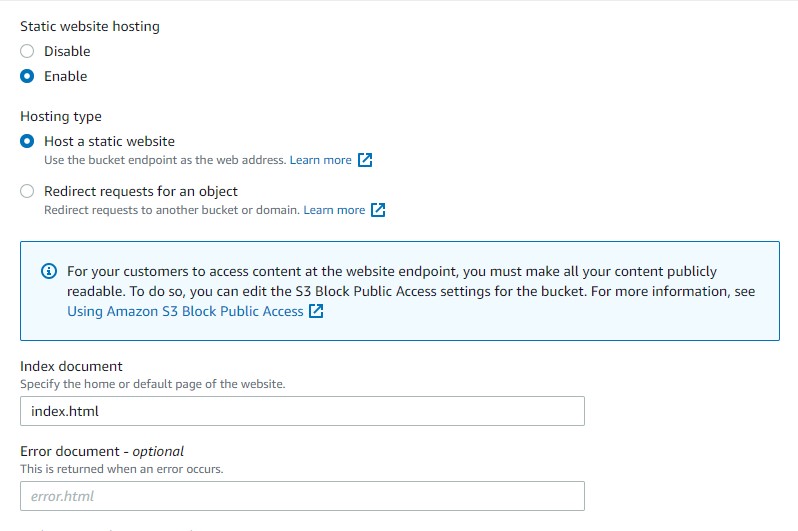 Static website hosting
Disable
Enable
Hosting type
Host a static website
Use the bucket endpoint as the web address. Learn more
Redirect requests for an object
Redirect requests to another bucket or domain. Learn more
For your customers to access content at the website endpoint, you must make all your content publicly
readable. To do so, you can edit the S3 Block Public Access settings for the bucket. For more information, see
Using Amazon S3 Block Public Access
Index document
Specify the home or default page of the website.
index.html
Error document - optional
This is returned when an error occurs.
error.html